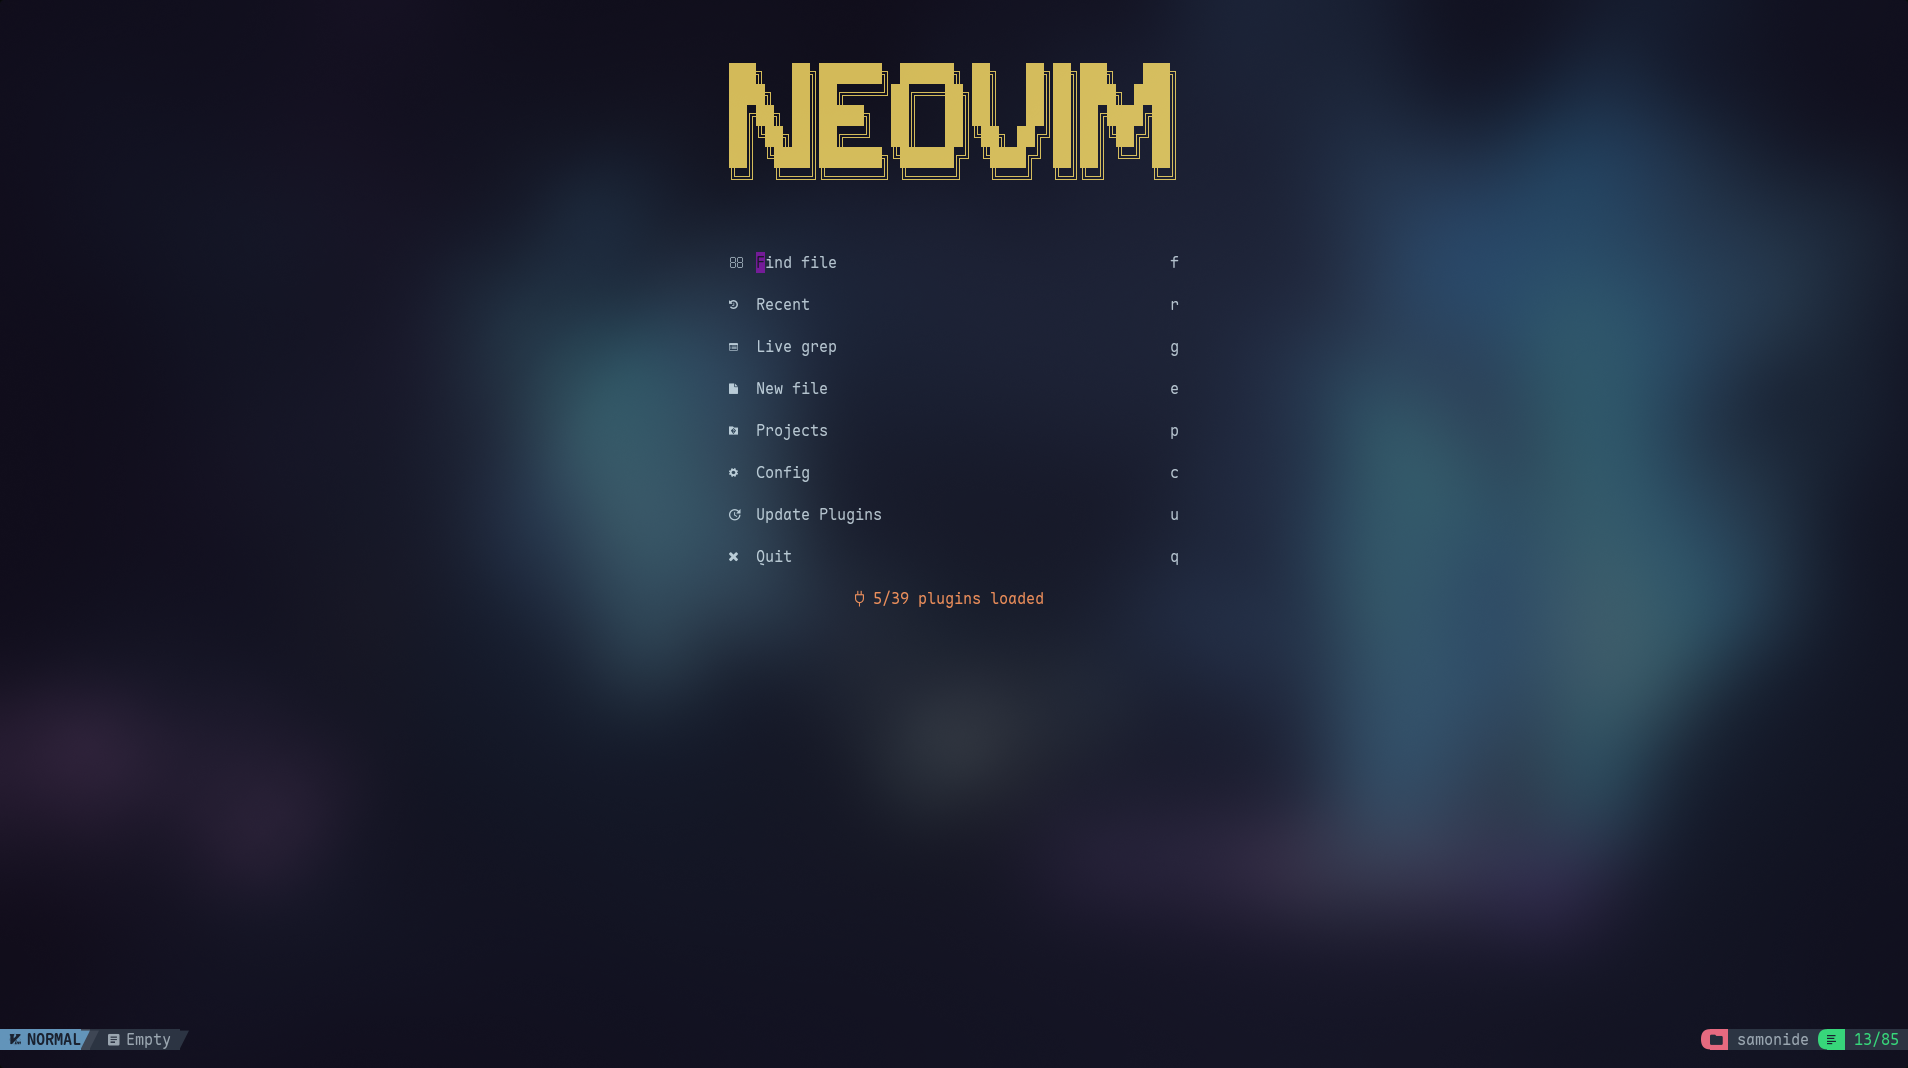 NEOVIM
Find file f
Recent r
Live grep g
New file e
Projects p
Config c
Update Plugins u
Quit q
5/39 plugins loaded
NORMAL Empty samonide 13/85